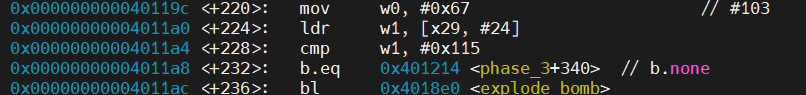 0x000000000040119c <+220>: mov w0, #0x67 // #103
0x00000000004011a0 <+224>: ldr w1, [x29, #24]
0x00000000004011a4 <+228>: cmp w1, #0x115
0x00000000004011a8 <+232>: b.eq 0x401214 <phase_3+340> // b.none
0x00000000004011ac <+236>: bl 0x4018e0 <explode_bomb>